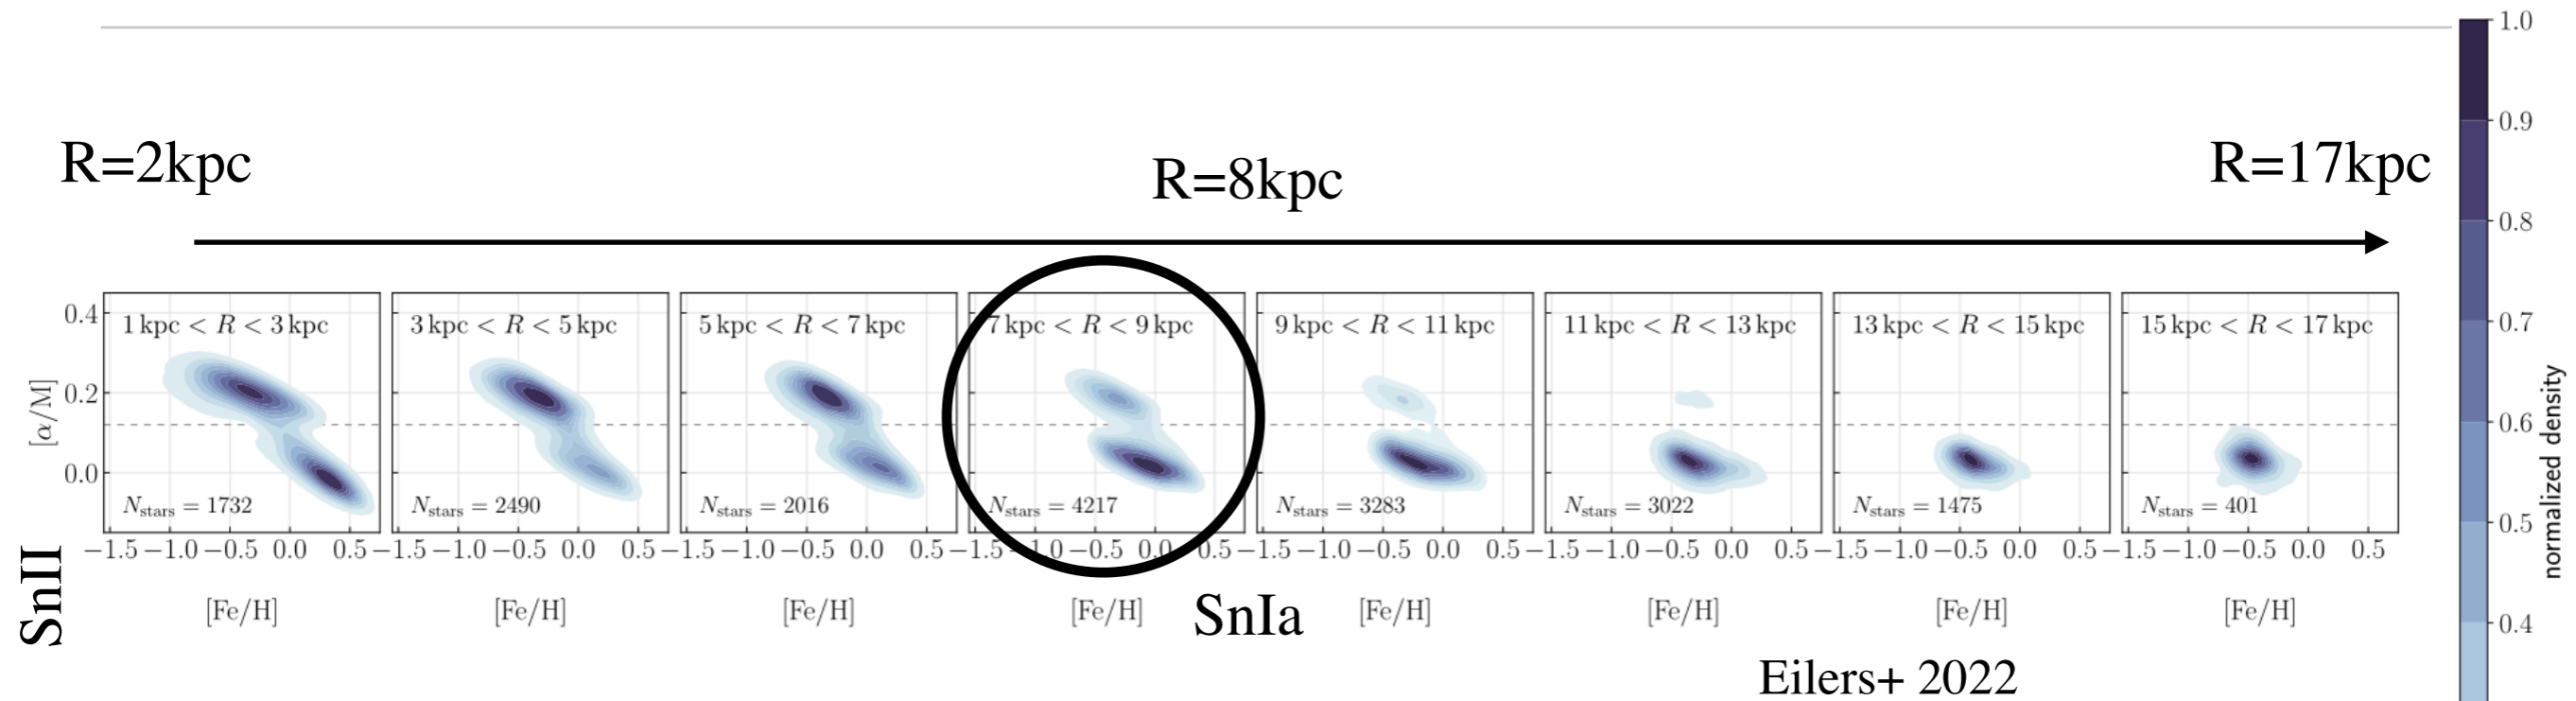 1.0
R=2kpc
R=8kpc
R=17kpc
0.9
0.8
0.7
0.6
0.5
0.4
normalized density
[α/M]
0.4
0.2
0.0
1 kpc < R < 3 kpc
N_stars = 1732
3 kpc < R < 5 kpc
N_stars = 2490
5 kpc < R < 7 kpc
N_stars = 2016
7 kpc < R < 9 kpc
N_stars = 4217
9 kpc < R < 11 kpc
N_stars = 3283
11 kpc < R < 13 kpc
N_stars = 3022
13 kpc < R < 15 kpc
N_stars = 1475
15 kpc < R < 17 kpc
N_stars = 401
−1.5 −1.0 −0.5 0.0 0.5 −1.5 −1.0 −0.5 0.0 0.5 −1.5 −1.0 −0.5 0.0 0.5 −1.5 −1.0 −0.5 0.0 0.5 −1.5 −1.0 −0.5 0.0 0.5 −1.5 −1.0 −0.5 0.0 0.5 −1.5 −1.0 −0.5 0.0 0.5 −1.5 −1.0 −0.5 0.0 0.5
[Fe/H] [Fe/H] [Fe/H] [Fe/H] [Fe/H] [Fe/H] [Fe/H] [Fe/H]
SnII
SnIa
Eilers+ 2022